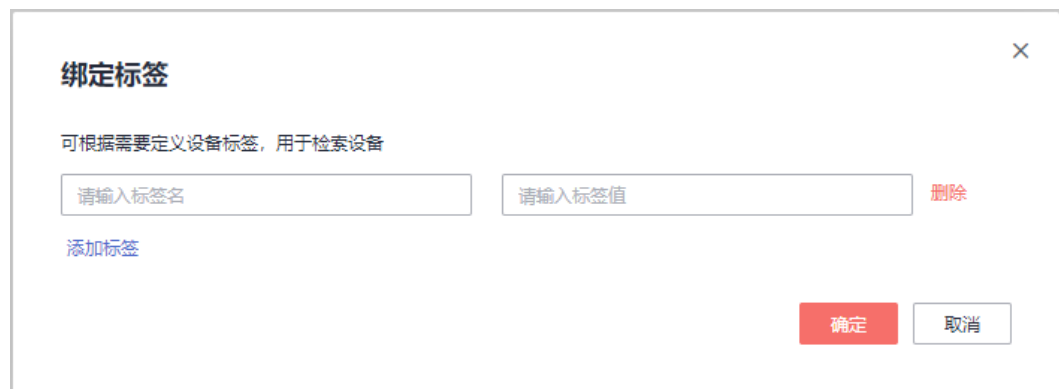 绑定标签
可根据需要定义设备标签，用于检索设备
请输入标签名 请输入标签值 删除
添加标签
确定 取消